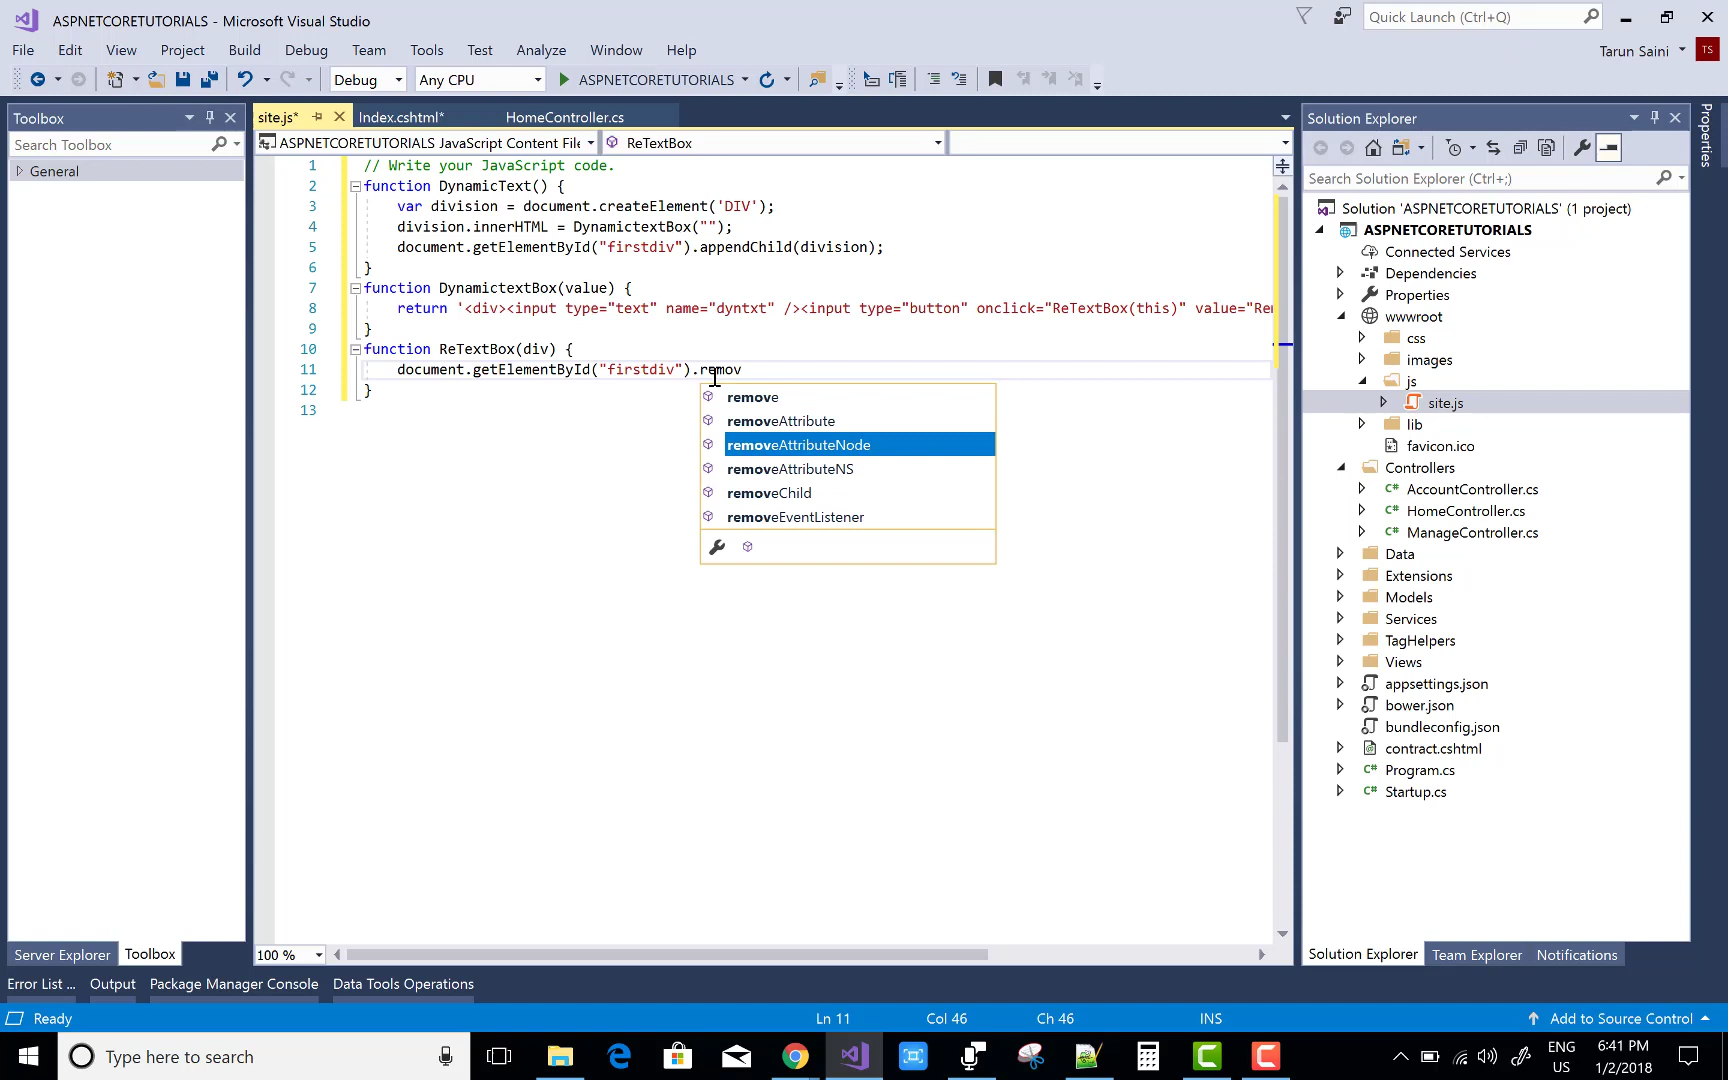 ASPNETCORETUTORIALS - Microsoft Visual Studio
Quick Launch (Ctrl+Q)
File Edit View Project Build Debug Team Tools Test Analyze Window Help
Tarun Saini TS
Debug Any CPU ASPNETCORETUTORIALS
Toolbox
Search Toolbox
General
site.js* Index.cshtml* HomeController.cs
ASPNETCORETUTORIALS JavaScript Content File ReTextBox
1 // Write your JavaScript code.
2 function DynamicText() {
3 var division = document.createElement('DIV');
4 division.innerHTML = DynamictextBox("");
5 document.getElementById("firstdiv").appendChild(division);
6 }
7 function DynamictextBox(value) {
8 return '<div><input type="text" name="dyntxt" /><input type="button" onclick="ReTextBox(this)" value="Re
9 }
10 function ReTextBox(div) {
11 document.getElementById("firstdiv").remov
12 }
13
remove
removeAttribute
removeAttributeNode
removeAttributeNS
removeChild
removeEventListener
100 %
Solution Explorer
Search Solution Explorer (Ctrl+;)
Solution 'ASPNETCORETUTORIALS' (1 project)
ASPNETCORETUTORIALS
Connected Services
Dependencies
Properties
wwwroot
css
images
js
site.js
lib
favicon.ico
Controllers
C# AccountController.cs
C# HomeController.cs
C# ManageController.cs
Data
Extensions
Models
Services
TagHelpers
Views
appsettings.json
bower.json
bundleconfig.json
contract.cshtml
C# Program.cs
C# Startup.cs
Properties
Server Explorer Toolbox
Solution Explorer Team Explorer Notifications
Error List ... Output Package Manager Console Data Tools Operations
Ready Ln 11 Col 46 Ch 46 INS Add to Source Control
Type here to search
ENG
US
6:41 PM
1/2/2018